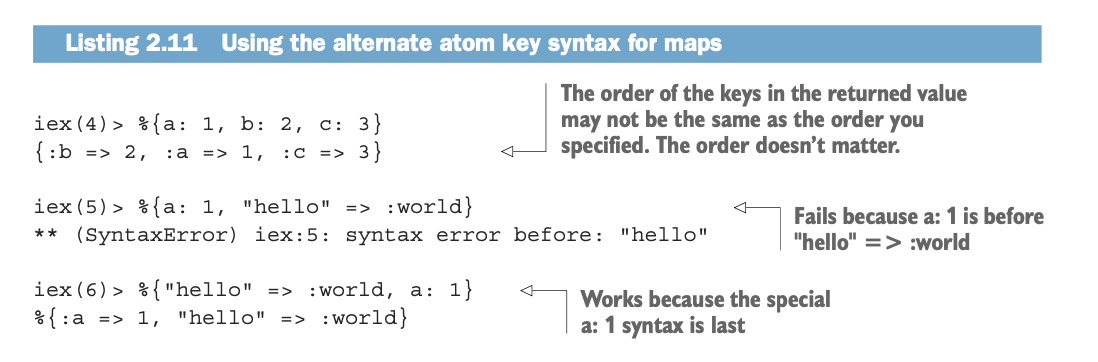 Listing 2.11 Using the alternate atom key syntax for maps
The order of the keys in the returned value
may not be the same as the order you
specified. The order doesn't matter.
iex(4)> %{a: 1, b: 2, c: 3}
{:b => 2, :a => 1, :c => 3}
iex(5)> %{a: 1, "hello" => :world}
** (SyntaxError) iex:5: syntax error before: "hello"
Fails because a: 1 is before
"hello" => :world
iex(6)> %{"hello" => :world, a: 1}
%{:a => 1, "hello" => :world}
Works because the special
a: 1 syntax is last